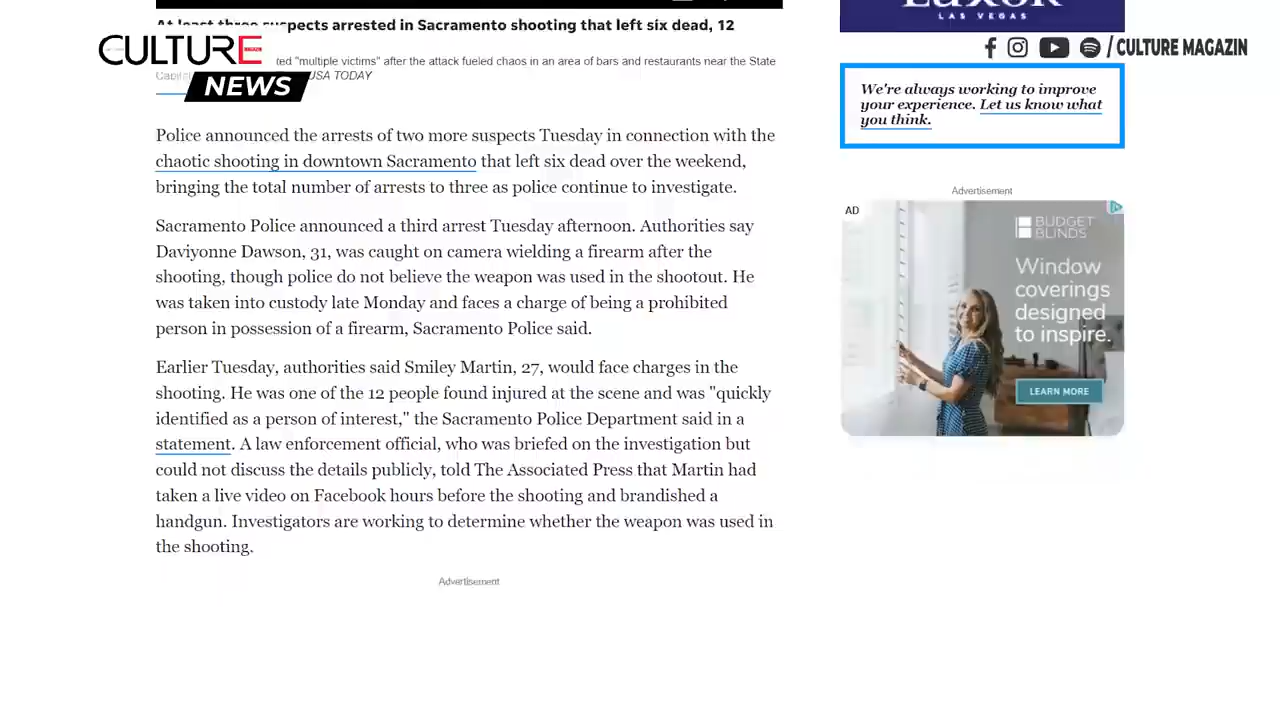 At least three suspects arrested in Sacramento shooting that left six dead, 12
CULTURE
NEWS
"multiple victims" after the attack fueled chaos in an area of bars and restaurants near the State
USA TODAY
Police announced the arrests of two more suspects Tuesday in connection with the
chaotic shooting in downtown Sacramento that left six dead over the weekend,
bringing the total number of arrests to three as police continue to investigate.
Sacramento Police announced a third arrest Tuesday afternoon. Authorities say
Daviyonne Dawson, 31, was caught on camera wielding a firearm after the
shooting, though police do not believe the weapon was used in the shootout. He
was taken into custody late Monday and faces a charge of being a prohibited
person in possession of a firearm, Sacramento Police said.
Earlier Tuesday, authorities said Smiley Martin, 27, would face charges in the
shooting. He was one of the 12 people found injured at the scene and was "quickly
identified as a person of interest," the Sacramento Police Department said in a
statement. A law enforcement official, who was briefed on the investigation but
could not discuss the details publicly, told The Associated Press that Martin had
taken a live video on Facebook hours before the shooting and brandished a
handgun. Investigators are working to determine whether the weapon was used in
the shooting.
Advertisement
Luxor
LAS VEGAS
/ CULTURE MAGAZIN
We're always working to improve
your experience. Let us know what
you think.
Advertisement
AD
BUDGET
BLINDS
Window
coverings
designed
to inspire.
LEARN MORE